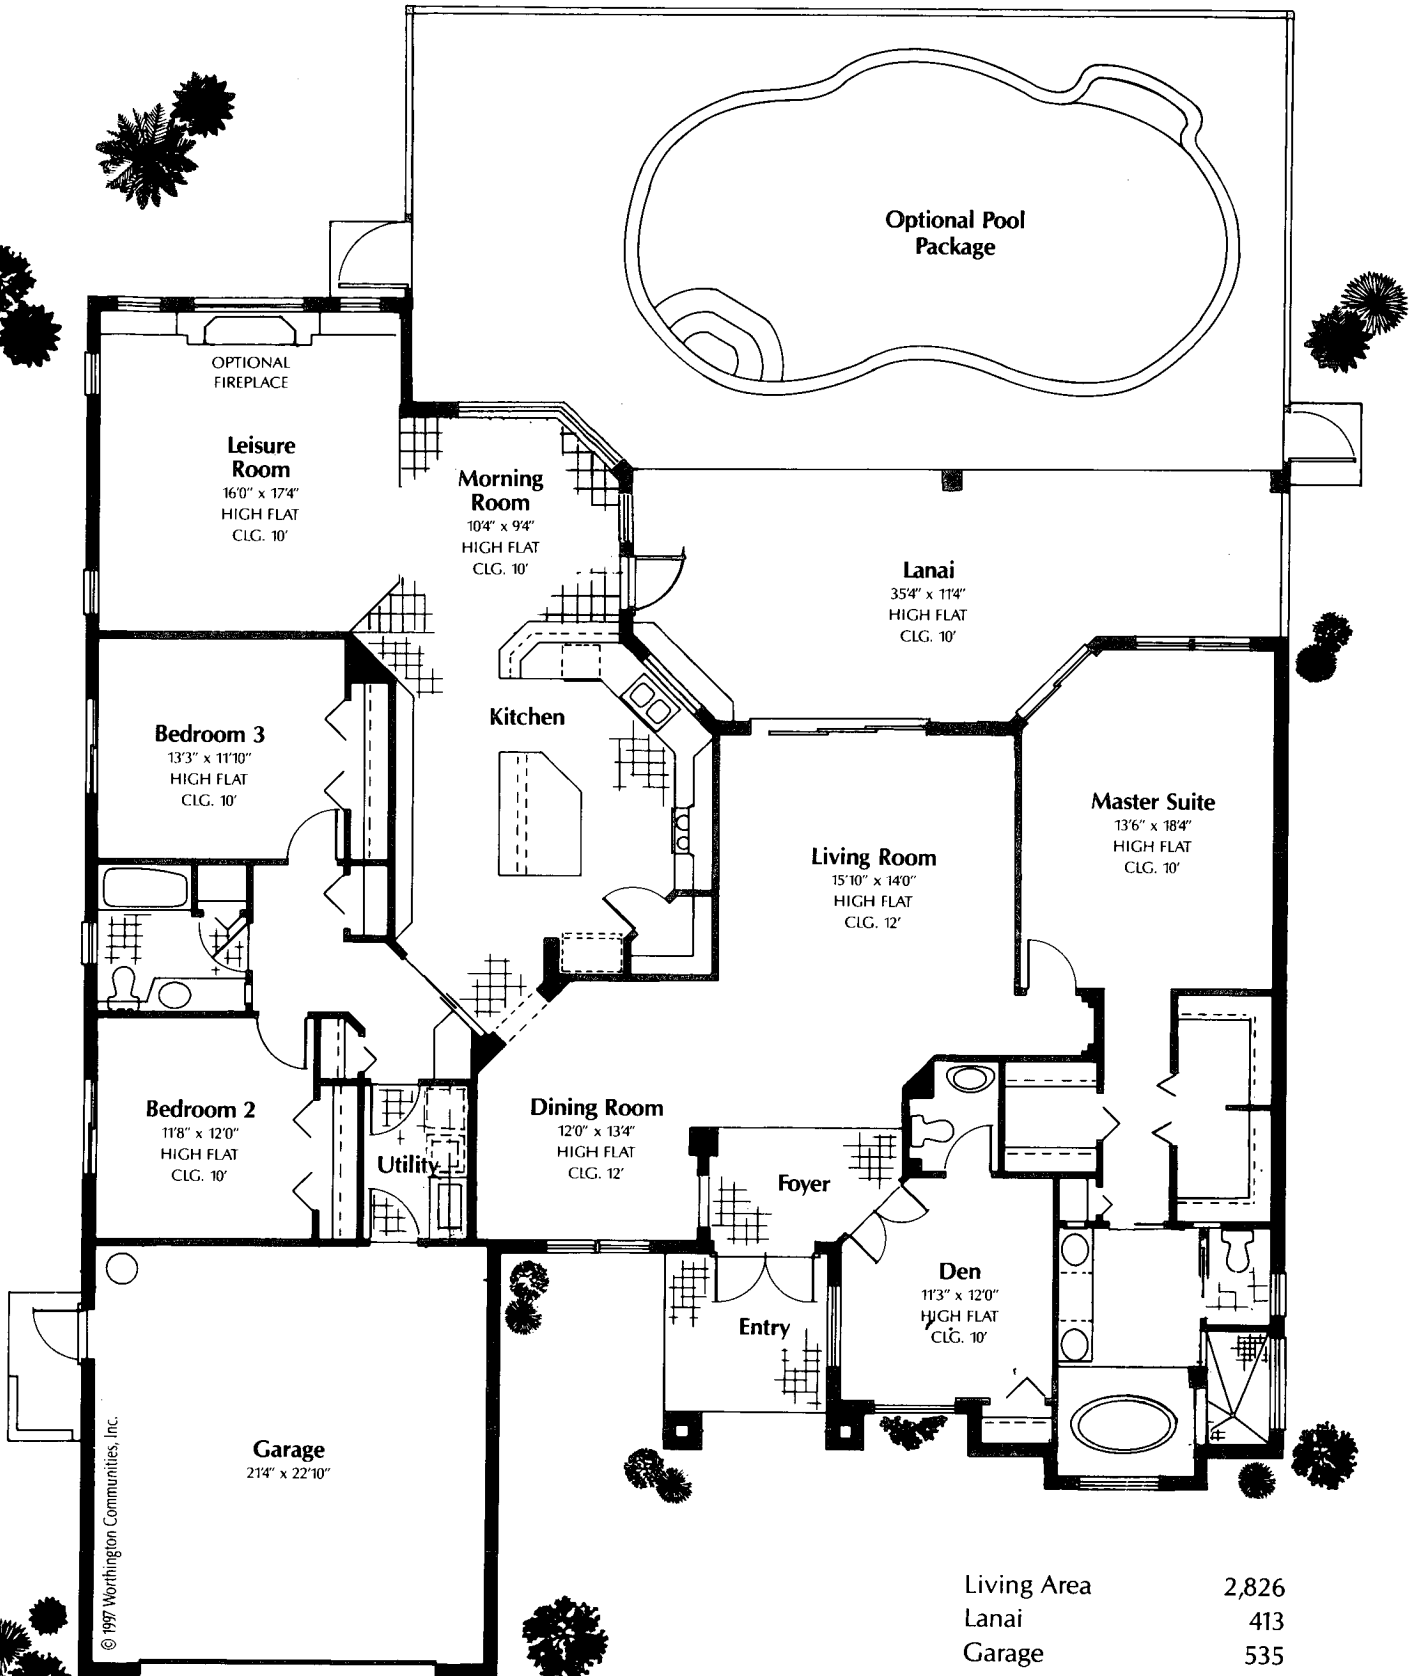 Optional Pool
Package
OPTIONAL
FIREPLACE
Leisure
Room
16'0" x 17'4"
HIGH FLAT
CLG. 10'
Morning
Room
10'4" x 9'4"
HIGH FLAT
CLG. 10'
Lanai
35'4" x 11'4"
HIGH FLAT
CLG. 10'
Kitchen
Bedroom 3
13'3" x 11'10"
HIGH FLAT
CLG. 10'
Master Suite
13'6" x 18'4"
HIGH FLAT
CLG. 10'
Living Room
15'10" x 14'0"
HIGH FLAT
CLG. 12'
Bedroom 2
11'8" x 12'0"
HIGH FLAT
CLG. 10'
Utility
Dining Room
12'0" x 13'4"
HIGH FLAT
CLG. 12'
Foyer
Den
11'3" x 12'0"
HIGH FLAT
CLG. 10'
Entry
Garage
21'4" x 22'10"
© 1997 Worthington Communities, Inc.
Living Area 2,826
Lanai 413
Garage 535